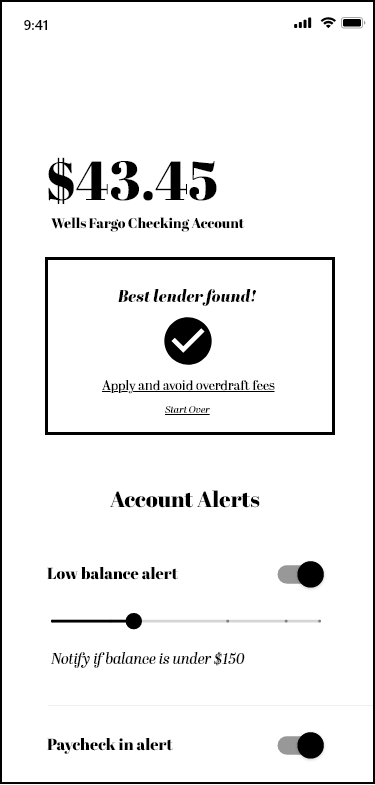 9:41
$43.45
Wells Fargo Checking Account
Best lender found!
Apply and avoid overdraft fees
Start Over
Account Alerts
Low balance alert
Notify if balance is under $150
Paycheck in alert